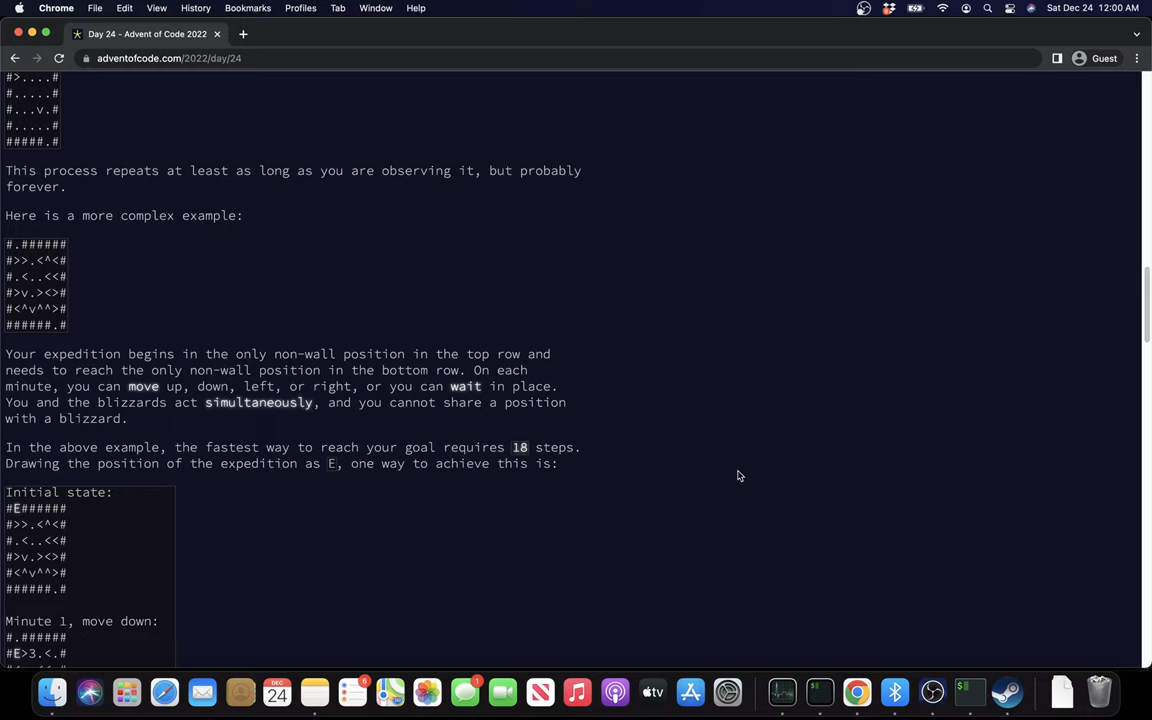 Chrome File Edit View History Bookmarks Profiles Tab Window Help Sat Dec 24 12:00 AM
Day 24 - Advent of Code 2022
adventofcode.com/2022/day/24 Guest
#>....#
#.....#
#...v.#
#.....#
#####.#
This process repeats at least as long as you are observing it, but probably
forever.
Here is a more complex example:
#.######
#>>.<^<#
#.<..<<#
#>v.><>#
#<^v^^>#
######.#
Your expedition begins in the only non-wall position in the top row and
needs to reach the only non-wall position in the bottom row. On each
minute, you can move up, down, left, or right, or you can wait in place.
You and the blizzards act simultaneously, and you cannot share a position
with a blizzard.
In the above example, the fastest way to reach your goal requires 18 steps.
Drawing the position of the expedition as E, one way to achieve this is:
Initial state:
#E######
#>>.<^<#
#.<..<<#
#>v.><>#
#<^v^^>#
######.#
Minute 1, move down:
#.######
#E>3.<.#
DEC
24
6
1
tv
$
$